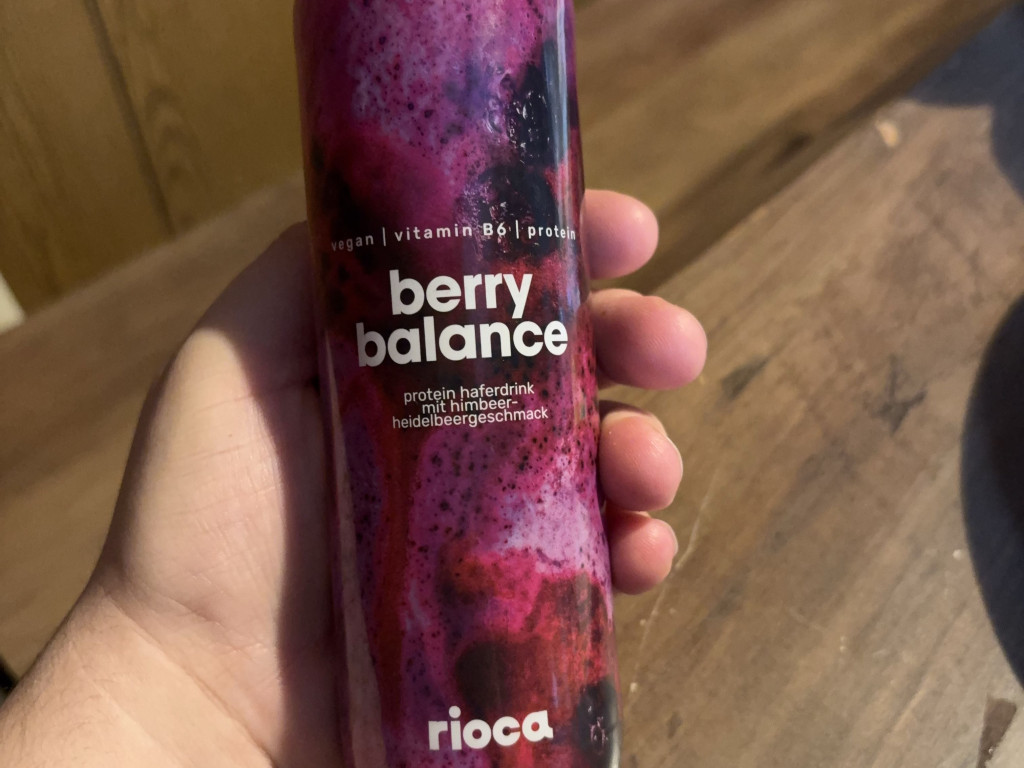 vegan | vitamin B6 | protein
berry
balance
protein haferdrink
mit himbeer-
heidelbeergeschmack
rioca